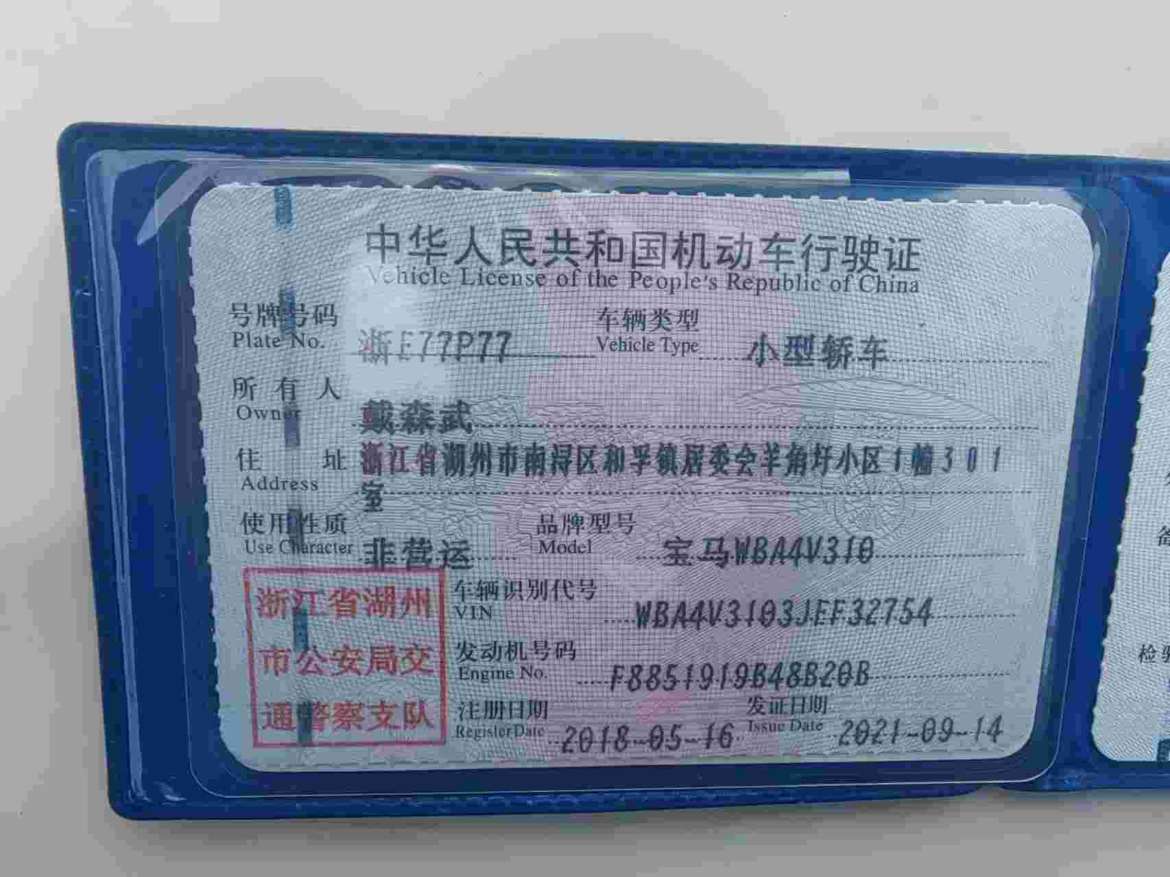 中华人民共和国机动车行驶证
Vehicle License of the People's Republic of China
号牌号码 浙E77P77 车辆类型 小型轿车
Plate No. Vehicle Type
所有人 戴森武
Owner
住址 浙江省湖州市南浔区和孚镇居委会羊角圩小区1幢301
Address 室
使用性质 非营运 品牌型号 宝马WBA4V310
Use Character Model
浙江省湖州
市公安局交
通警察支队
车辆识别代号 WBA4V3103JEF32754
VIN
发动机号码 F8851919B48B20B
Engine No.
注册日期 2018-05-16 发证日期 2021-09-14
Register Date Issue Date
检验